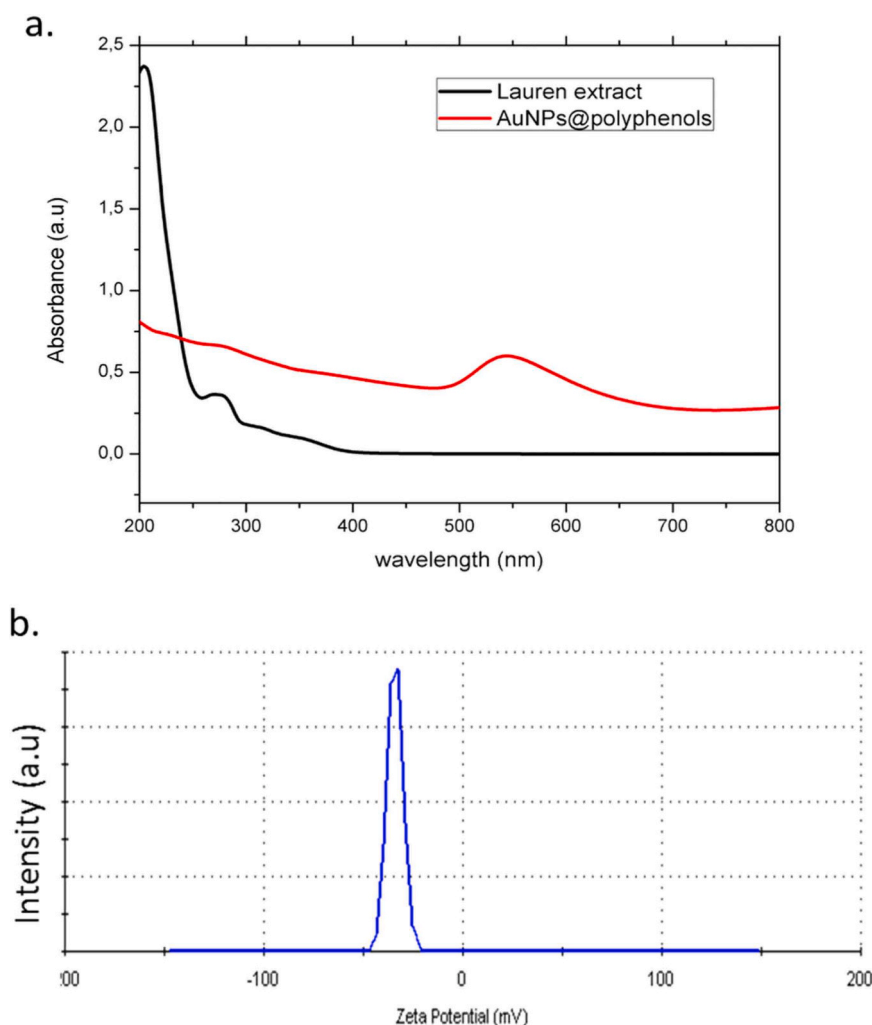 a.
2,5
2,0
1,5
1,0
0,5
0,0
Absorbance (a.u)
Lauren extract
AuNPs@polyphenols
200 300 400 500 600 700 800
wavelength (nm)
b.
Intensity (a.u)
00 -100 0 100 200
Zeta Potential (mV)